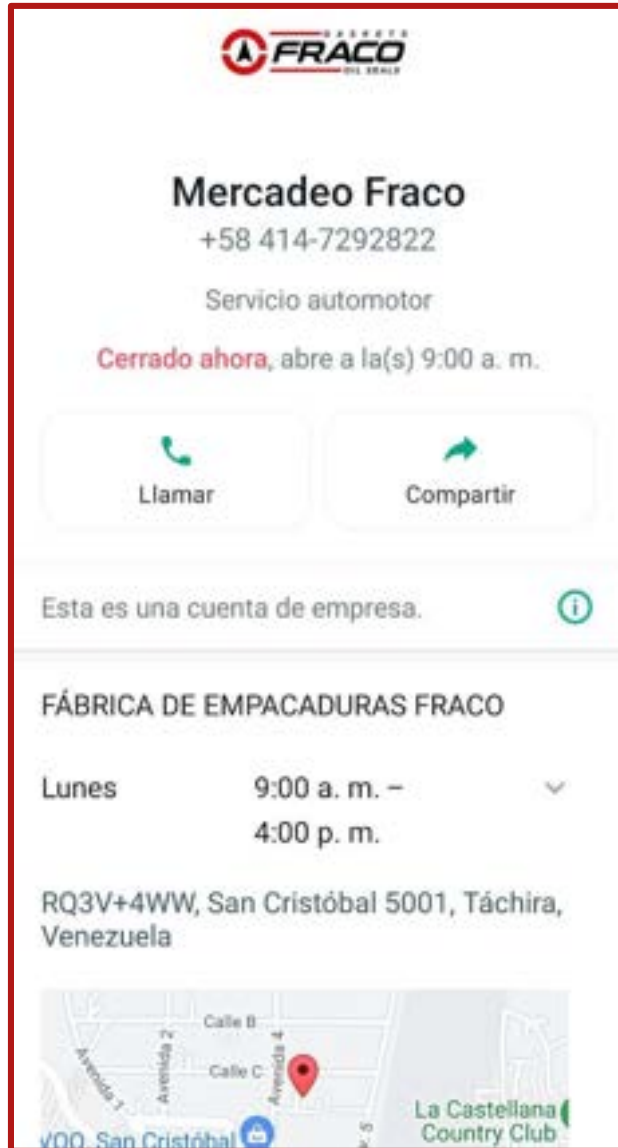 GASKETS
FRACO
OIL SEALS
Mercadeo Fraco
+58 414-7292822
Servicio automotor
Cerrado ahora, abre a la(s) 9:00 a. m.
Llamar
Compartir
Esta es una cuenta de empresa.
FÁBRICA DE EMPACADURAS FRACO
Lunes
9:00 a. m. –
4:00 p. m.
RQ3V+4WW, San Cristóbal 5001, Táchira,
Venezuela
Calle B
Avenida 2
Avenida 4
Calle C
Avenida 1
La Castellana
Country Club
San Cristóbal